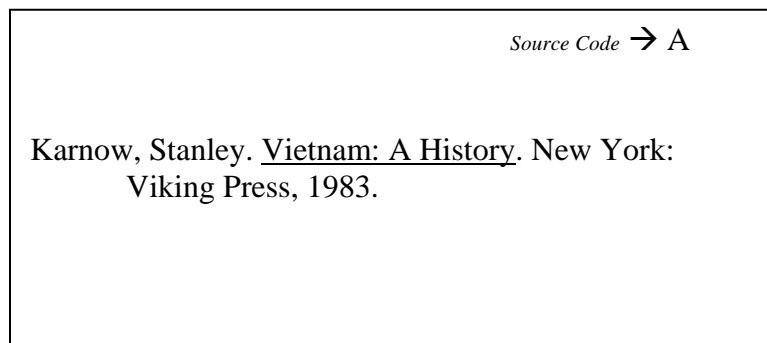 Source Code → A
Karnow, Stanley. Vietnam: A History. New York:
Viking Press, 1983.